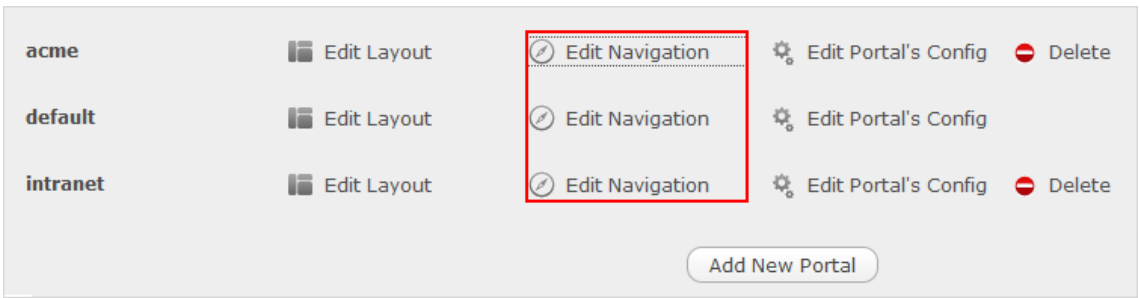 acme Edit Layout Edit Navigation Edit Portal's Config Delete
default Edit Layout Edit Navigation Edit Portal's Config
intranet Edit Layout Edit Navigation Edit Portal's Config Delete
Add New Portal